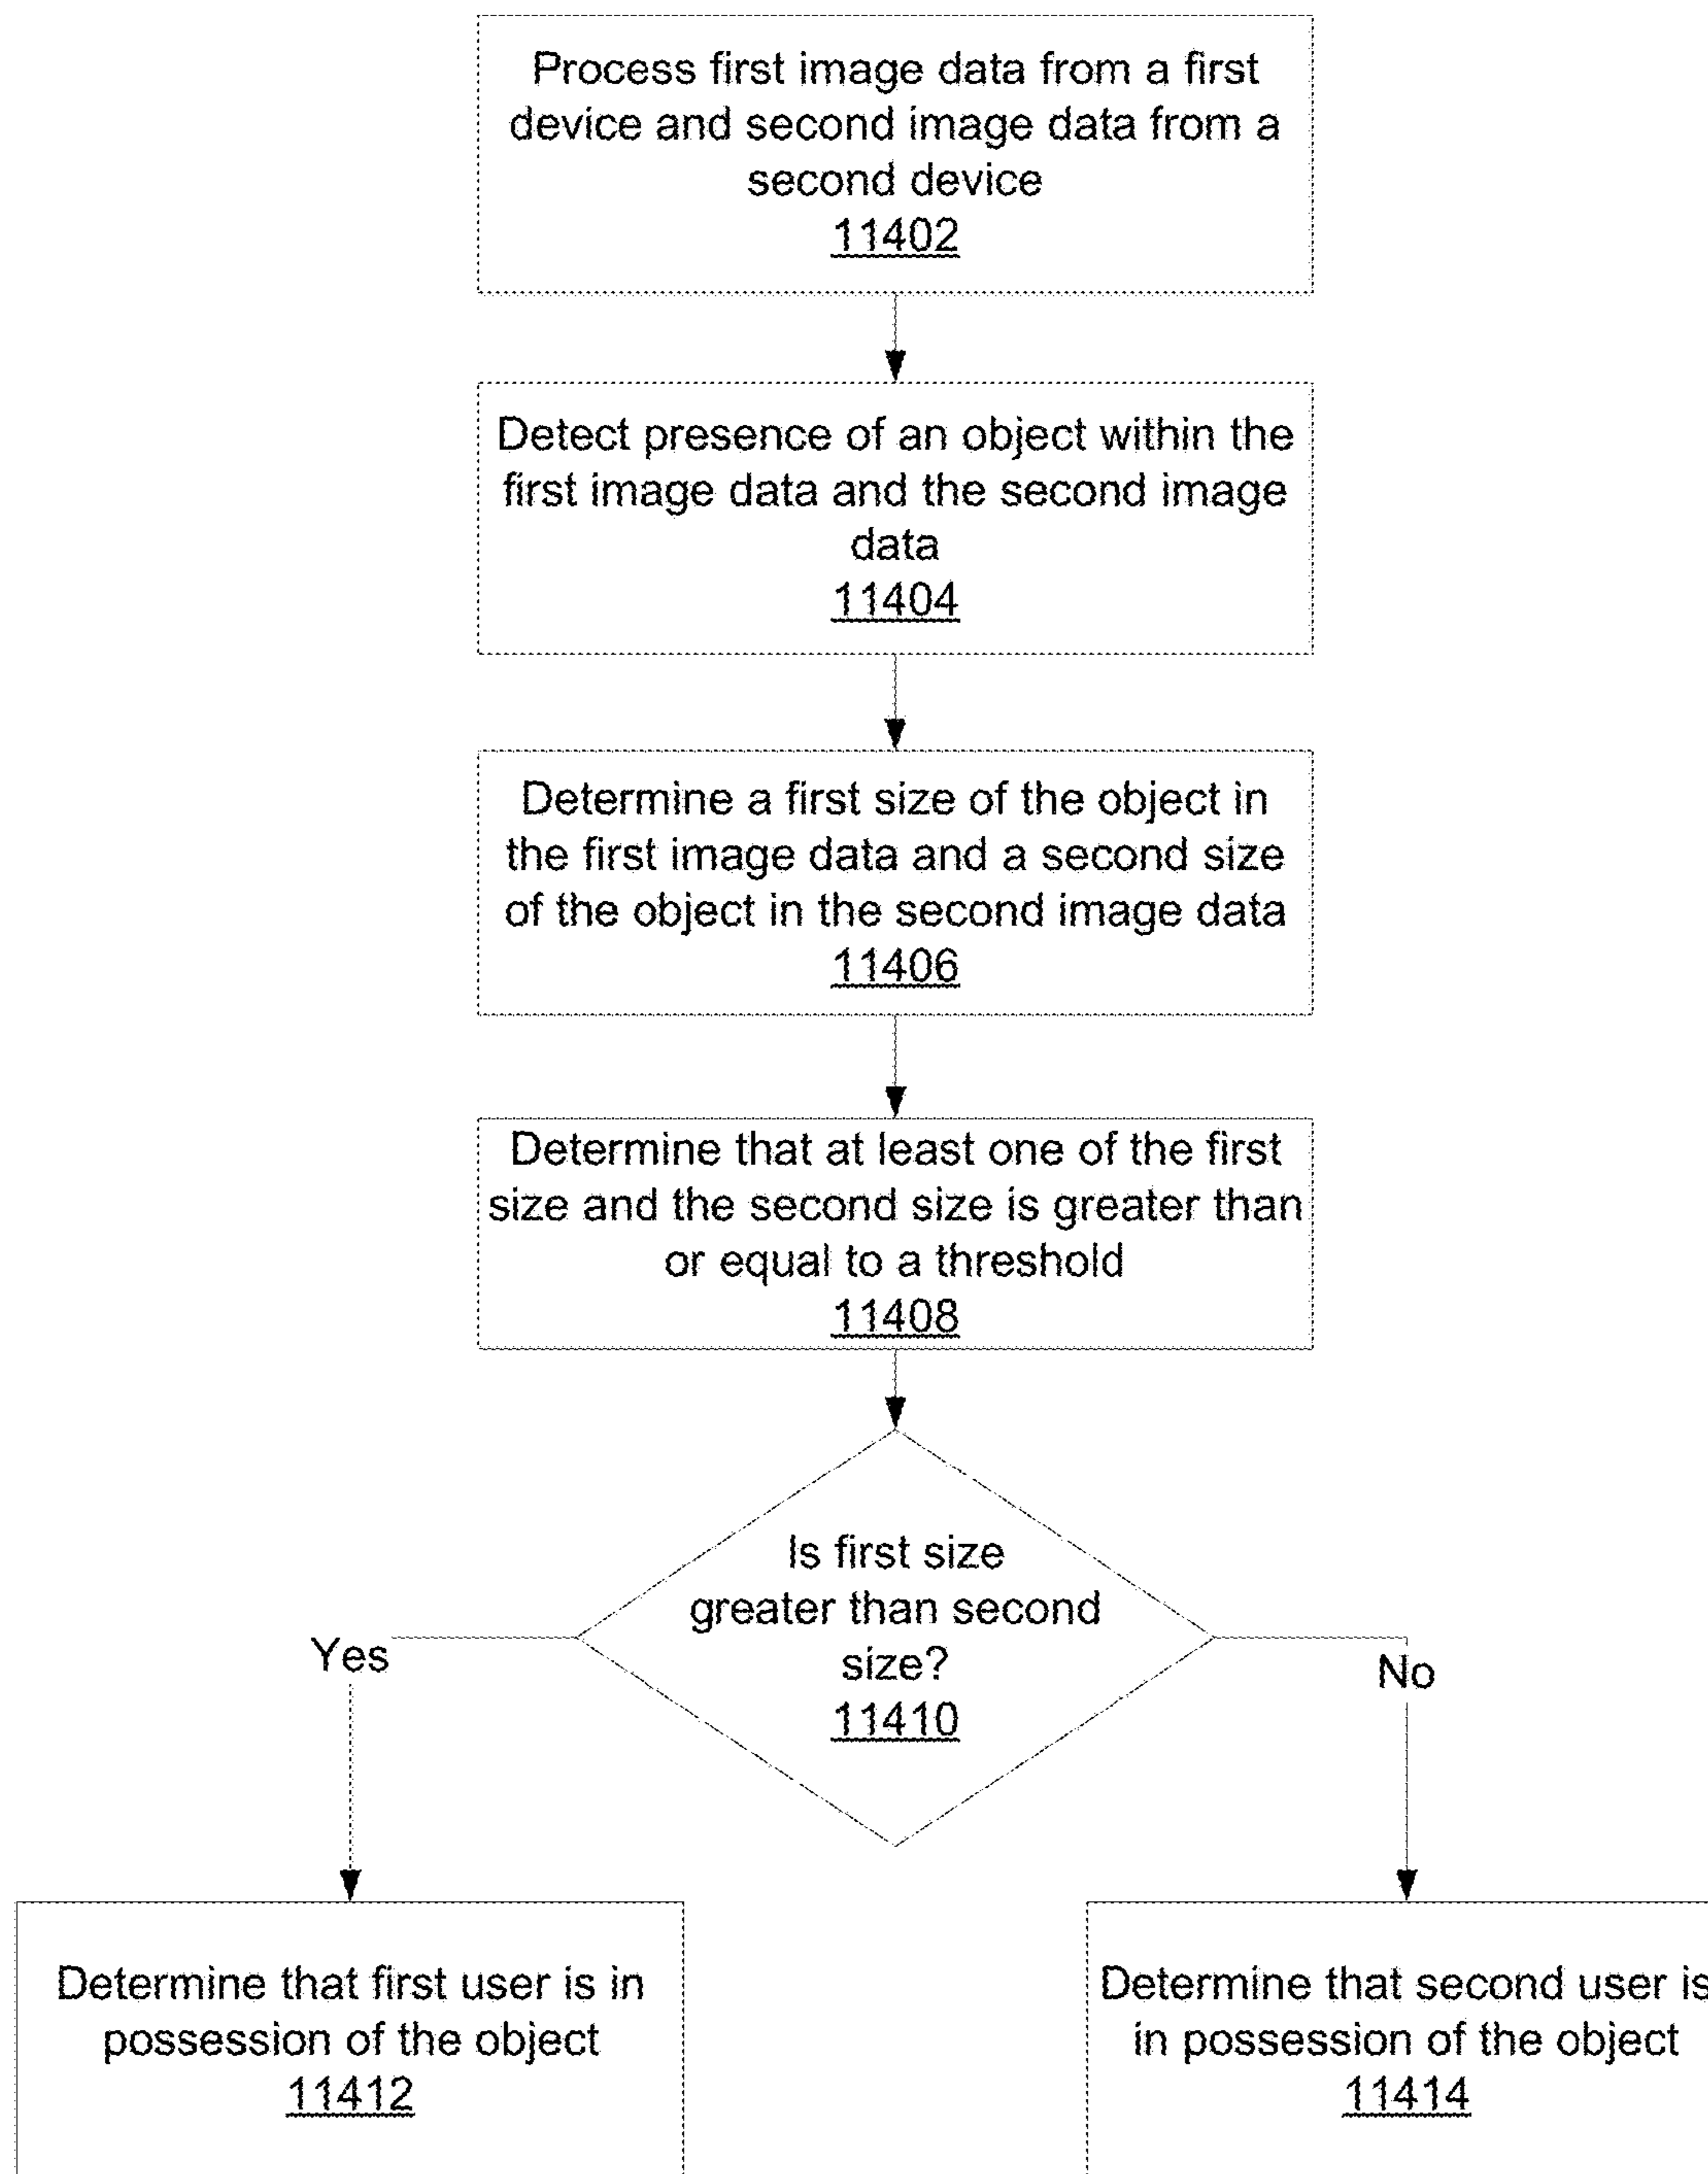 Process first image data from a first
device and second image data from a
second device
11402
Detect presence of an object within the
first image data and the second image
data
11404
Determine a first size of the object in
the first image data and a second size
of the object in the second image data
11406
Determine that at least one of the first
size and the second size is greater than
or equal to a threshold
11408
Is first size
greater than second
size?
11410
Yes
No
Determine that first user is in
possession of the object
11412
Determine that second user is
in possession of the object
11414